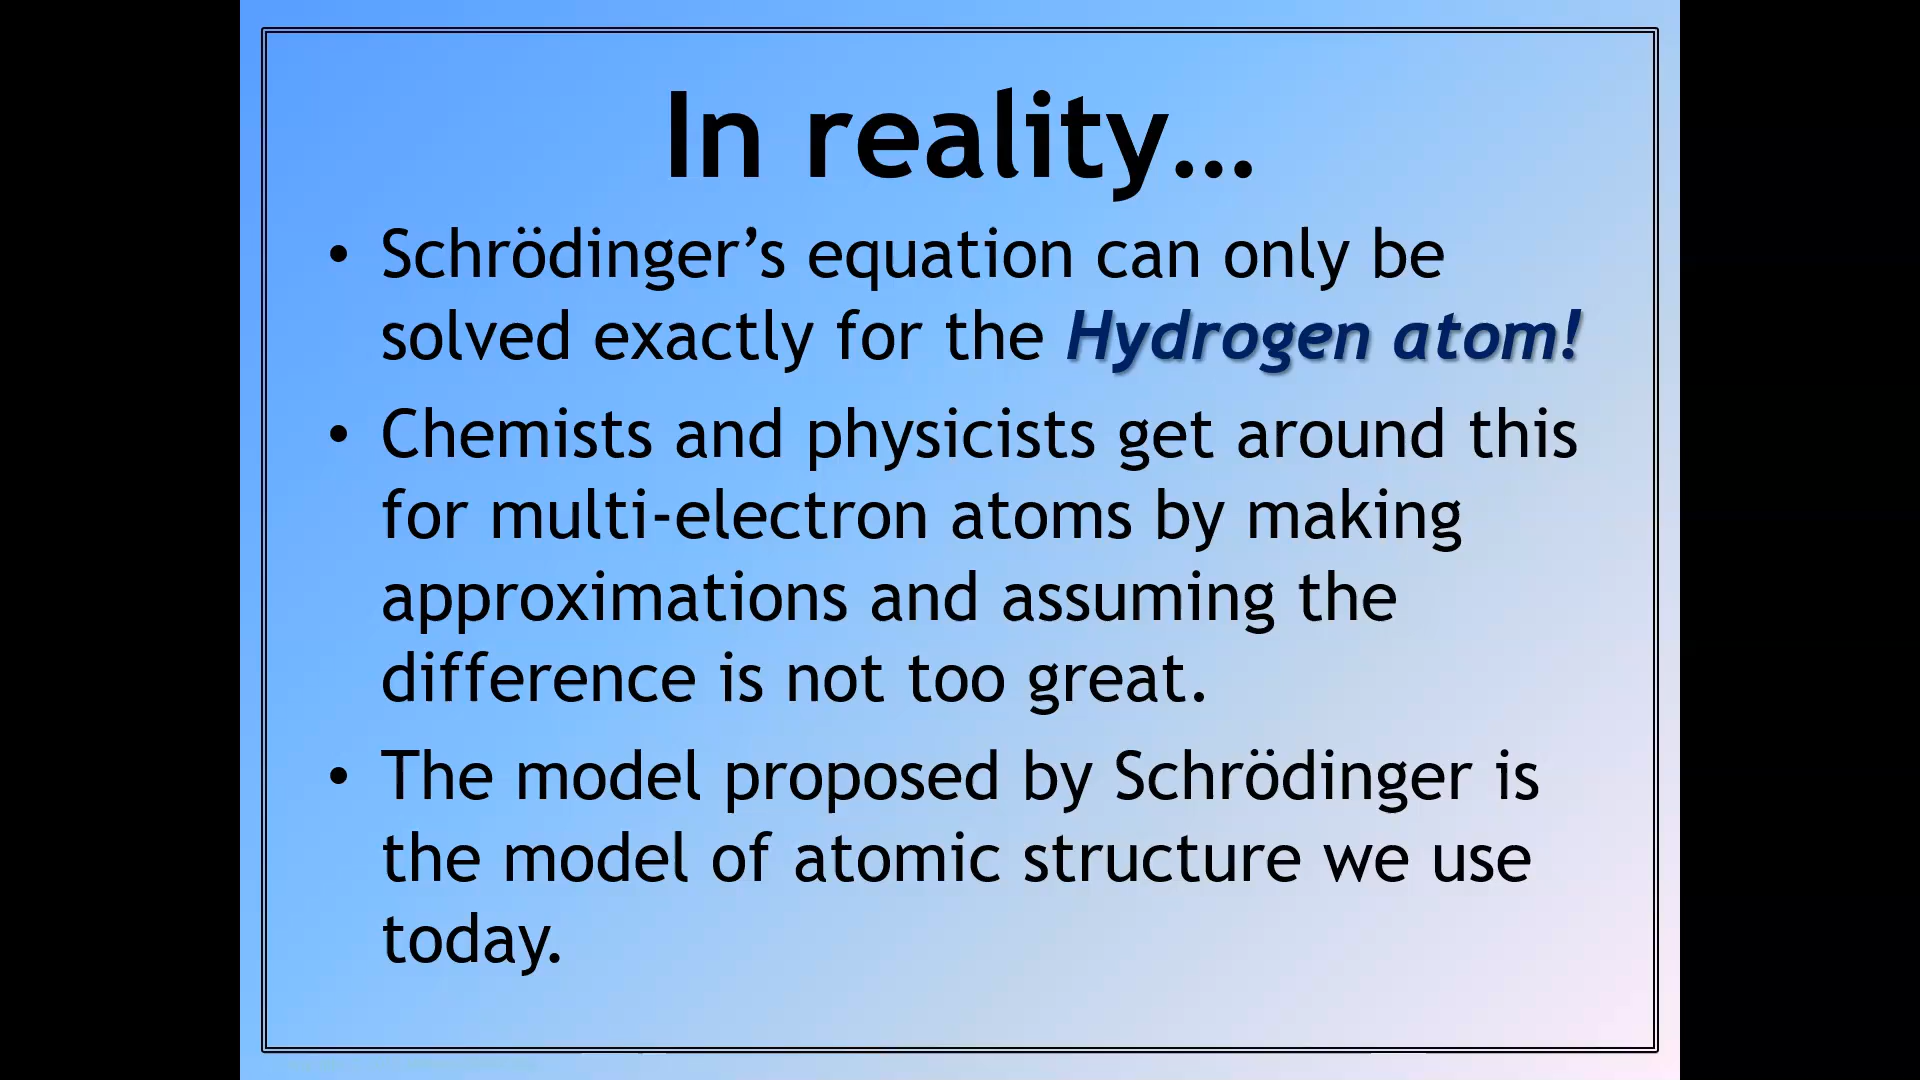 In reality…
• Schrödinger’s equation can only be
solved exactly for the Hydrogen atom!
• Chemists and physicists get around this
for multi-electron atoms by making
approximations and assuming the
difference is not too great.
• The model proposed by Schrödinger is
the model of atomic structure we use
today.